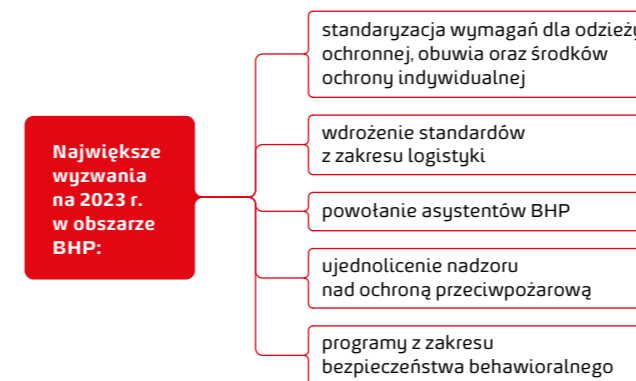 Największe
wyzwania
na 2023 r.
w obszarze
BHP:
standaryzacja wymagań dla odzieży
ochronnej, obuwia oraz środków
ochrony indywidualnej
wdrożenie standardów
z zakresu logistyki
powołanie asystentów BHP
ujednolicenie nadzoru
nad ochroną przeciwpożarową
programy z zakresu
bezpieczeństwa behawioralnego